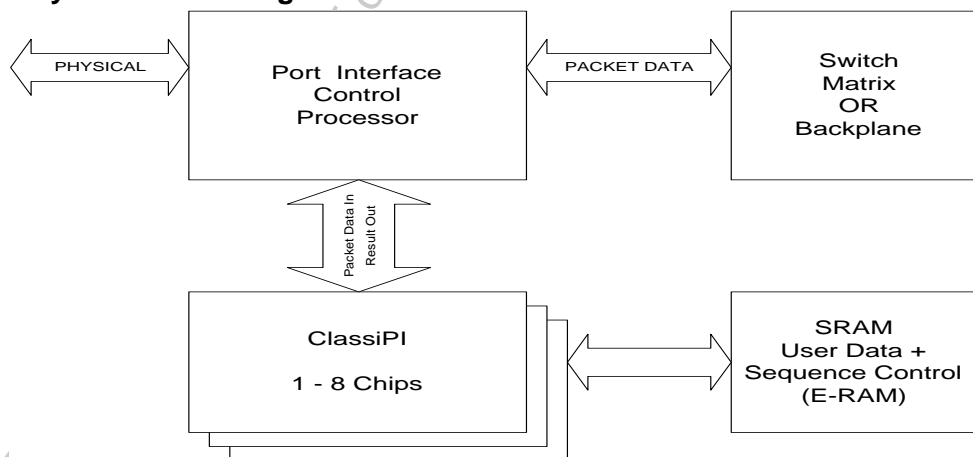 PHYSICAL
Port Interface
Control
Processor
PACKET DATA
Switch
Matrix
OR
Backplane
Packet Data In
Result Out
ClassiPI
1 - 8 Chips
SRAM
User Data +
Sequence Control
(E-RAM)